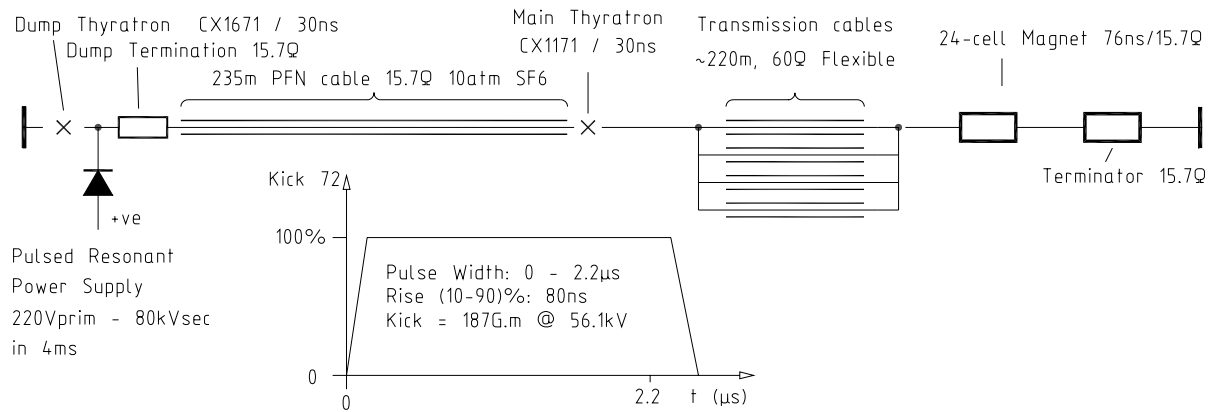 Dump Thyratron CX1671 / 30ns
Dump Termination 15.7Ω
235m PFN cable 15.7Ω 10atm SF6
Main Thyratron
CX1171 / 30ns
Transmission cables
~220m, 60Ω Flexible
24-cell Magnet 76ns/15.7Ω
Terminator 15.7Ω
+ve
Pulsed Resonant
Power Supply
220Vprim - 80kVsec
in 4ms
Kick 72
100%
Pulse Width: 0 - 2.2µs
Rise (10-90)%: 80ns
Kick = 187G.m @ 56.1kV
0
0
2.2
t (µs)